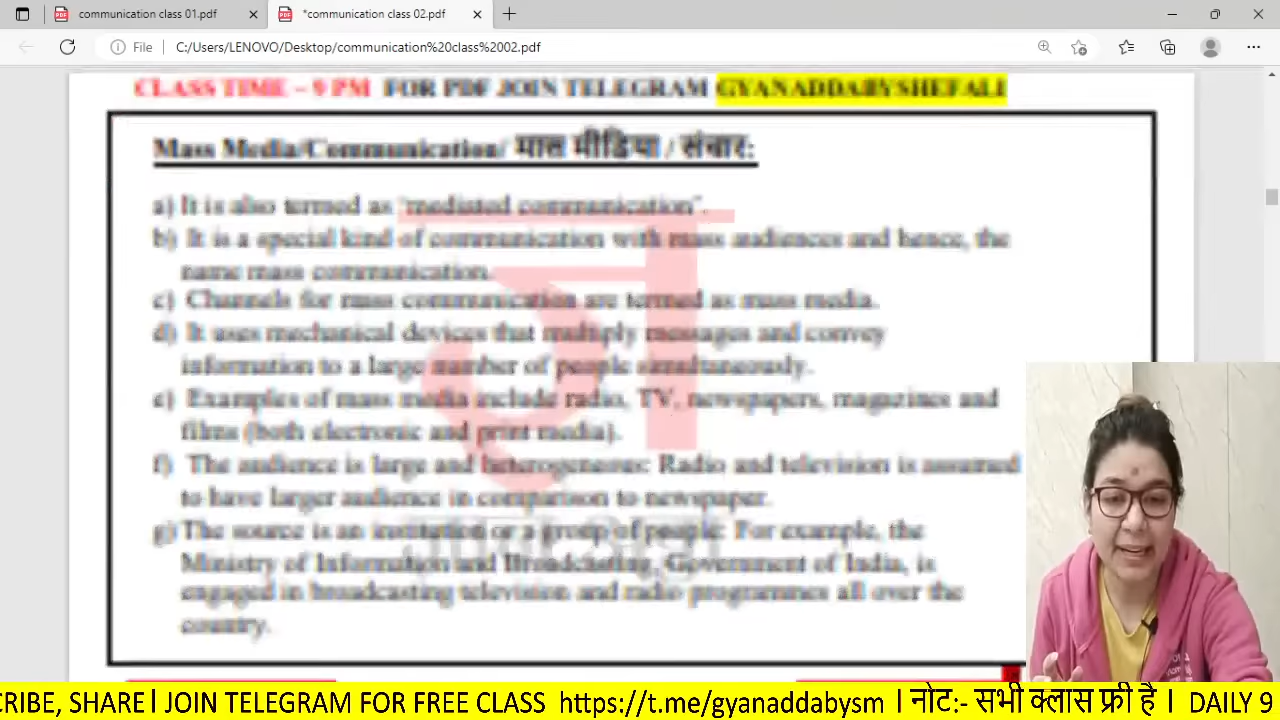 communication class 01.pdf
*communication class 02.pdf
File
C:/Users/LENOVO/Desktop/communication%20class%2002.pdf
CLASS TIME – 9 PM FOR PDF JOIN TELEGRAM GYANADDABYSHEFALI
Mass Media/Communication/ मास मीडिया / संचार:
a) It is also termed as 'mediated communication'.
b) It is a special kind of communication with mass audiences and hence, the
name mass communication.
c) Channels for mass communication are termed as mass media.
d) It uses mechanical devices that multiply messages and convey
information to a large number of people simultaneously.
e) Examples of mass media include radio, TV, newspapers, magazines and
films (both electronic and print media).
f) The audience is large and heterogeneous: Radio and television is assumed
to have larger audience in comparison to newspaper.
g) The source is an institution or a group of people: For example, the
Ministry of Information and Broadcasting, Government of India, is
engaged in broadcasting television and radio programmes all over the
country.
CRIBE, SHARE। JOIN TELEGRAM FOR FREE CLASS https://t.me/gyanaddabysm । नोट:- सभी क्लास फ्री है । DAILY 9